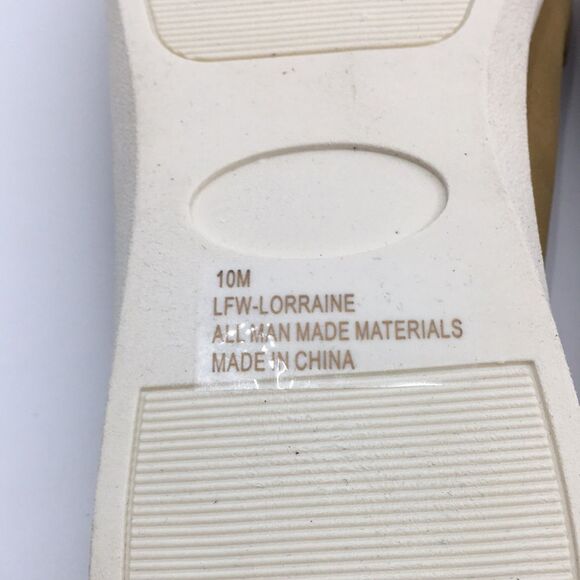 10M
LFW-LORRAINE
ALL MAN MADE MATERIALS
MADE IN CHINA